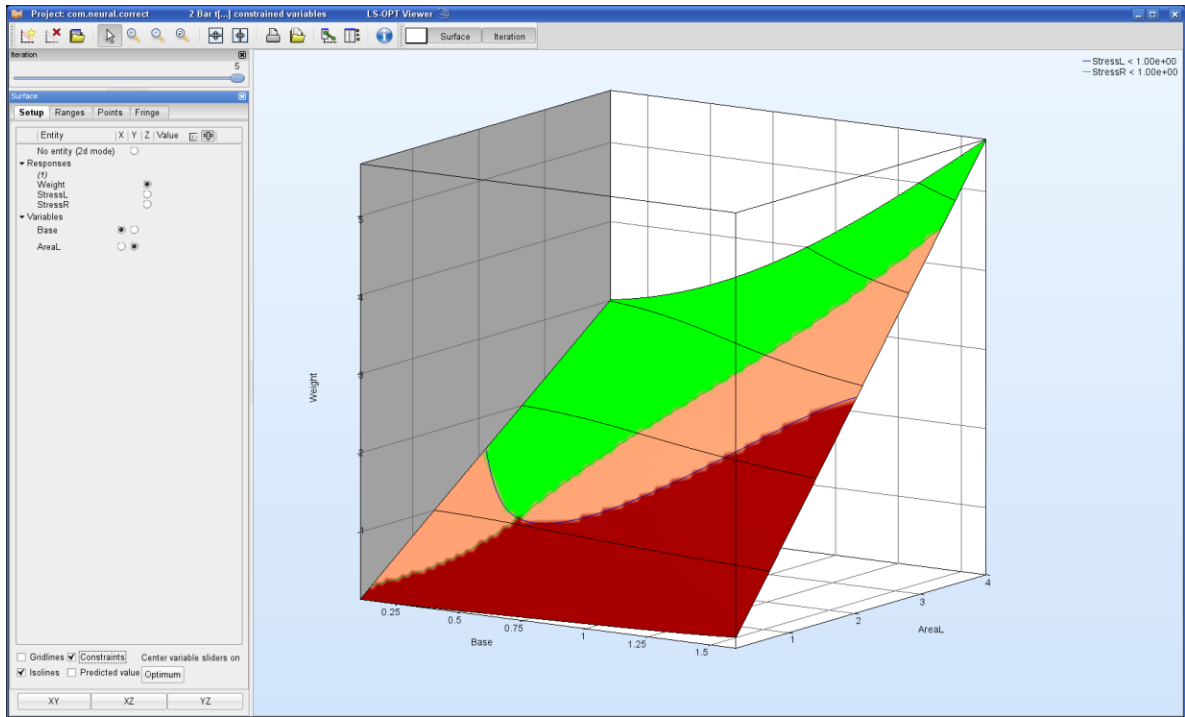 Project: com.neural.correct 2 Bar t[...] constrained variables LS-OPT Viewer
Surface Iteration
Iteration
5
Surface
Setup Ranges Points Fringe
Entity X Y Z Value
No entity (2d mode)
Responses
(1)
Weight
StressL
StressR
Variables
Base
AreaL
Gridlines Constraints Center variable sliders on
Isolines Predicted value Optimum
XY XZ YZ
StressL < 1.00e+00
StressR < 1.00e+00
5
4
3
2
1
Weight
0.25
0.5
0.75
1
1.25
1.5
Base
1
2
3
4
AreaL